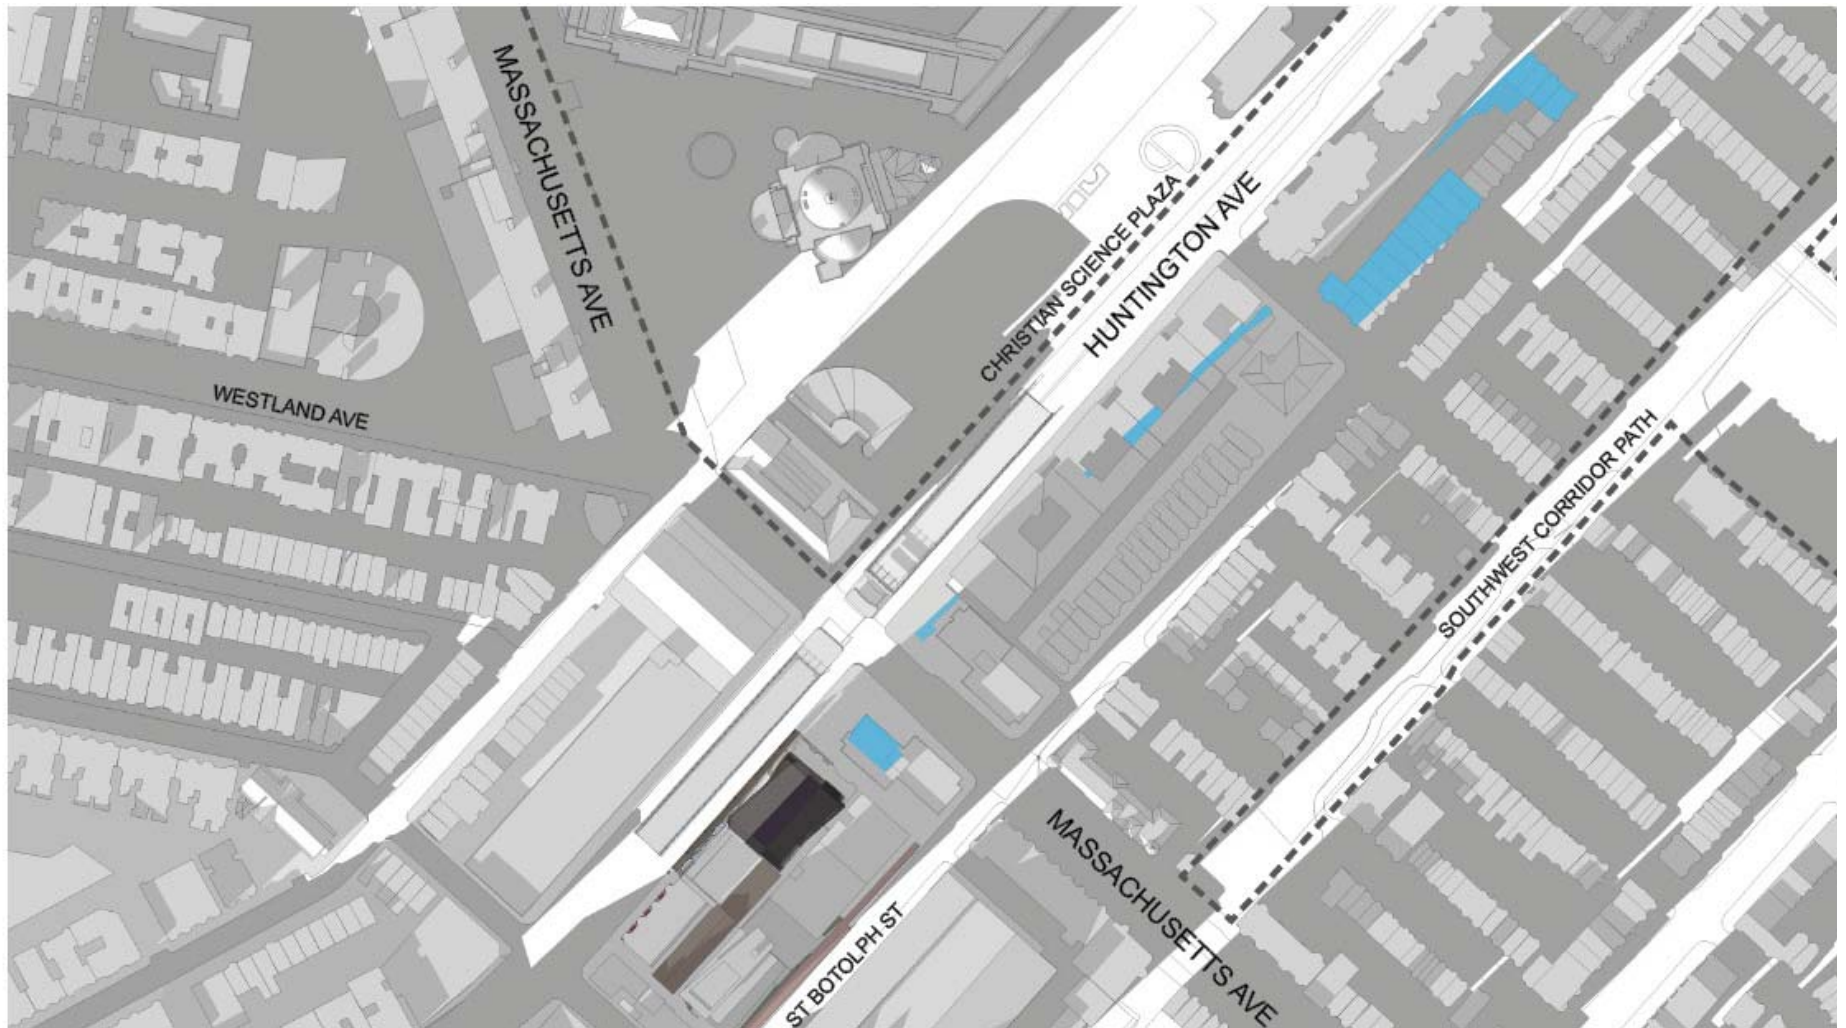 MASSACHUSETTS AVE
CHRISTIAN SCIENCE PLAZA
HUNTINGTON AVE
WESTLAND AVE
SOUTHWEST CORRIDOR PATH
MASSACHUSETTS AVE
ST BOTOLPH ST